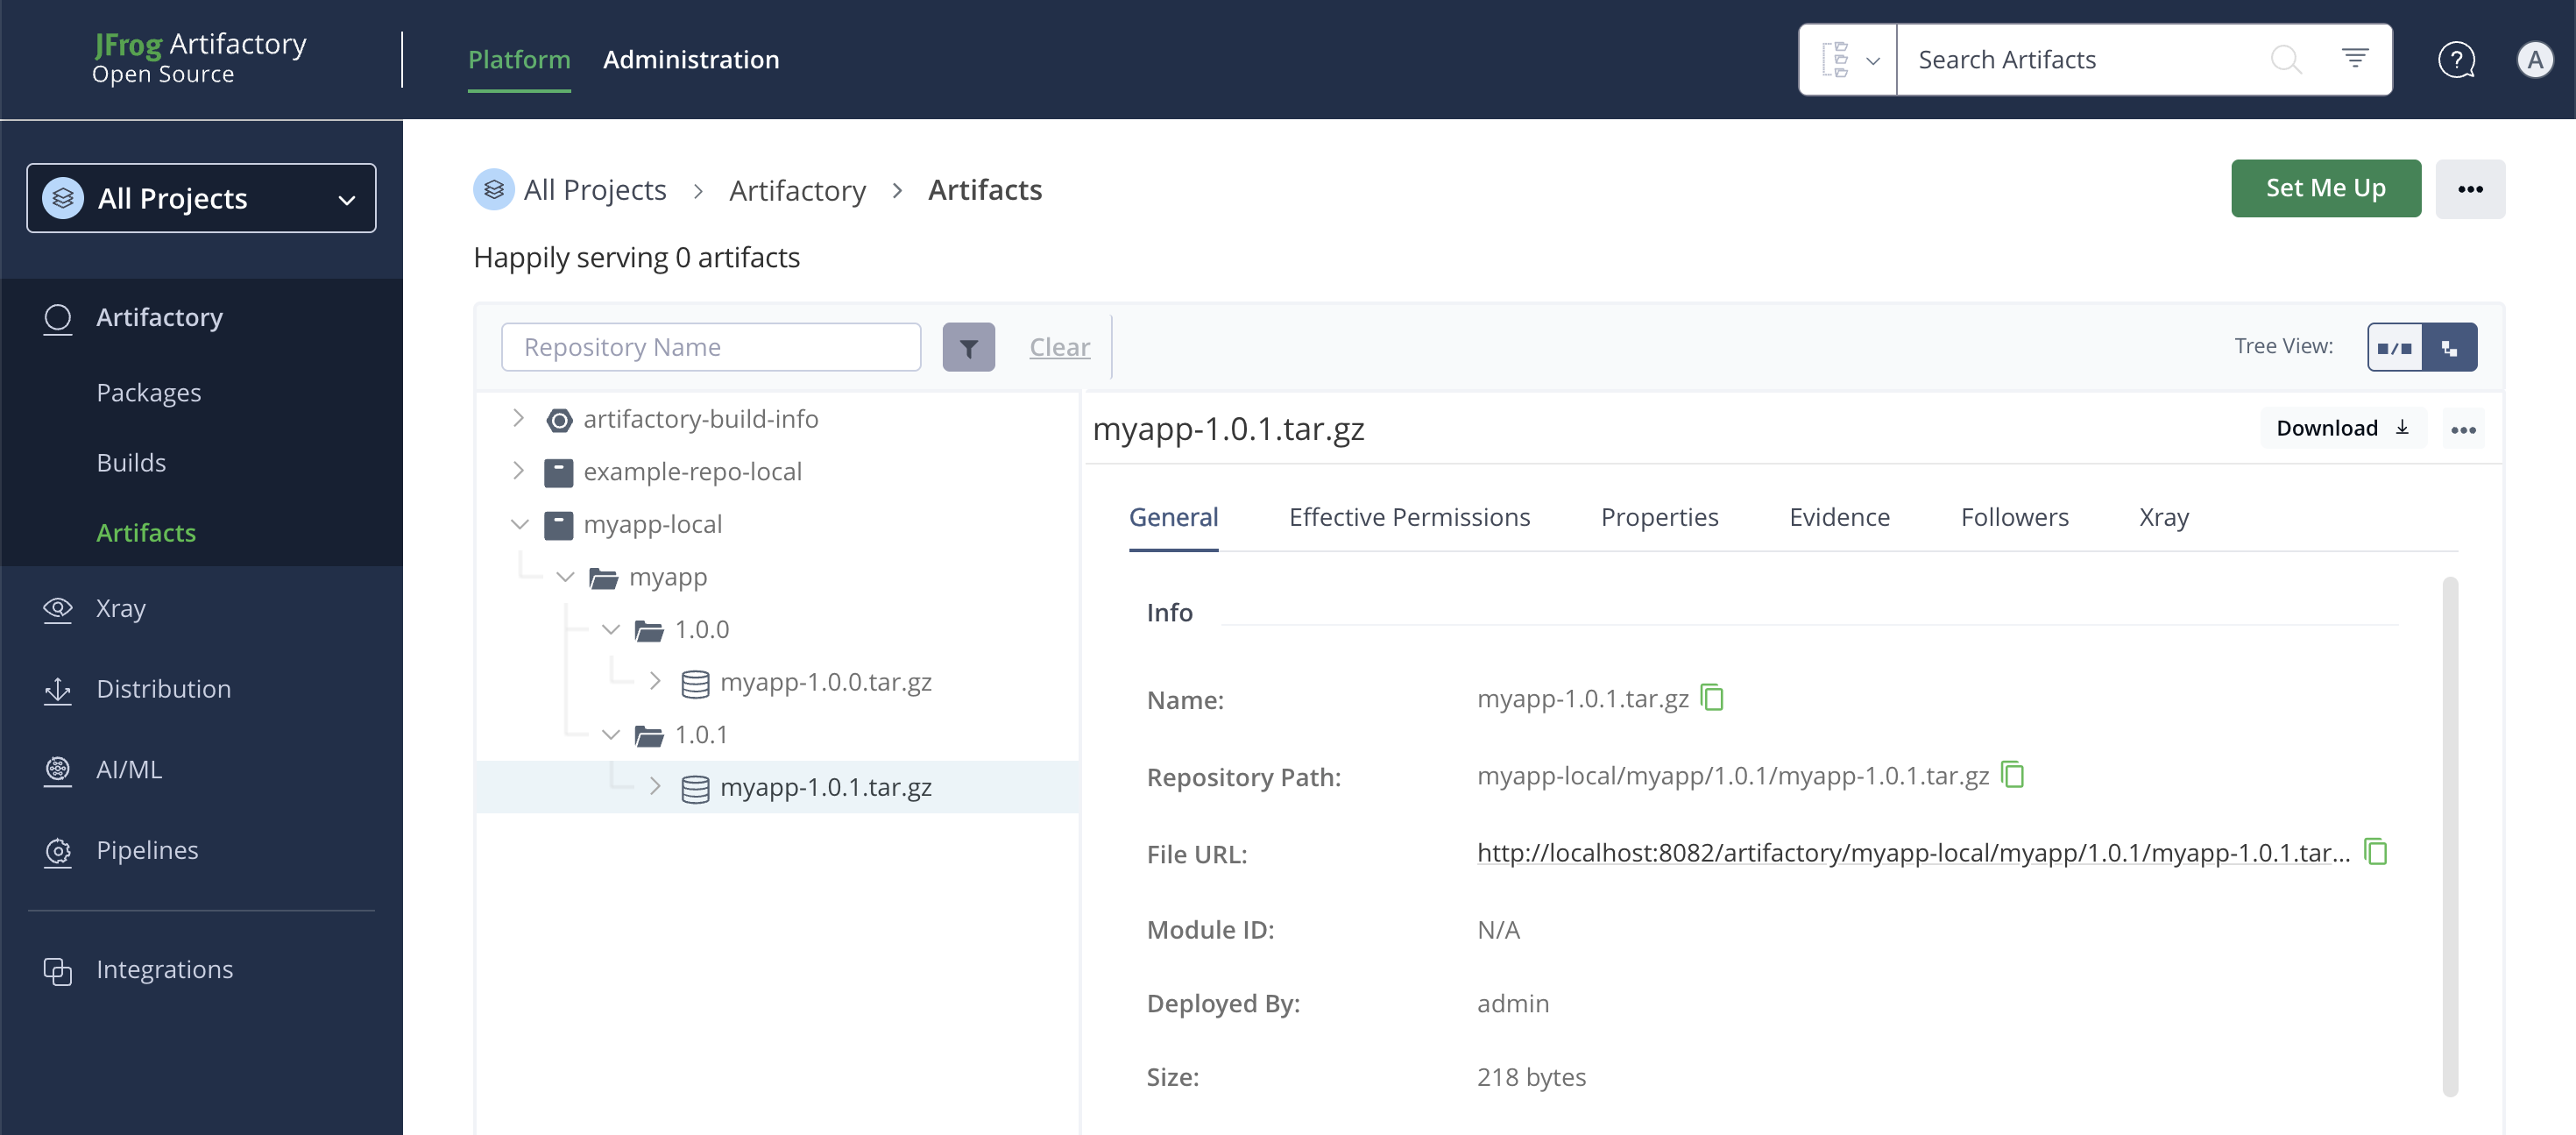 JFrog Artifactory
Open Source
Platform
Administration
Search Artifacts
?
A
All Projects
All Projects > Artifactory > Artifacts
Set Me Up
•••
Happily serving 0 artifacts
Artifactory
Packages
Builds
Artifacts
Xray
Distribution
AI/ML
Pipelines
Integrations
Repository Name
Clear
Tree View:
artifactory-build-info
example-repo-local
myapp-local
myapp
1.0.0
myapp-1.0.0.tar.gz
1.0.1
myapp-1.0.1.tar.gz
myapp-1.0.1.tar.gz
Download
•••
General
Effective Permissions
Properties
Evidence
Followers
Xray
Info
Name: myapp-1.0.1.tar.gz
Repository Path: myapp-local/myapp/1.0.1/myapp-1.0.1.tar.gz
File URL: http://localhost:8082/artifactory/myapp-local/myapp/1.0.1/myapp-1.0.1.tar...
Module ID: N/A
Deployed By: admin
Size: 218 bytes